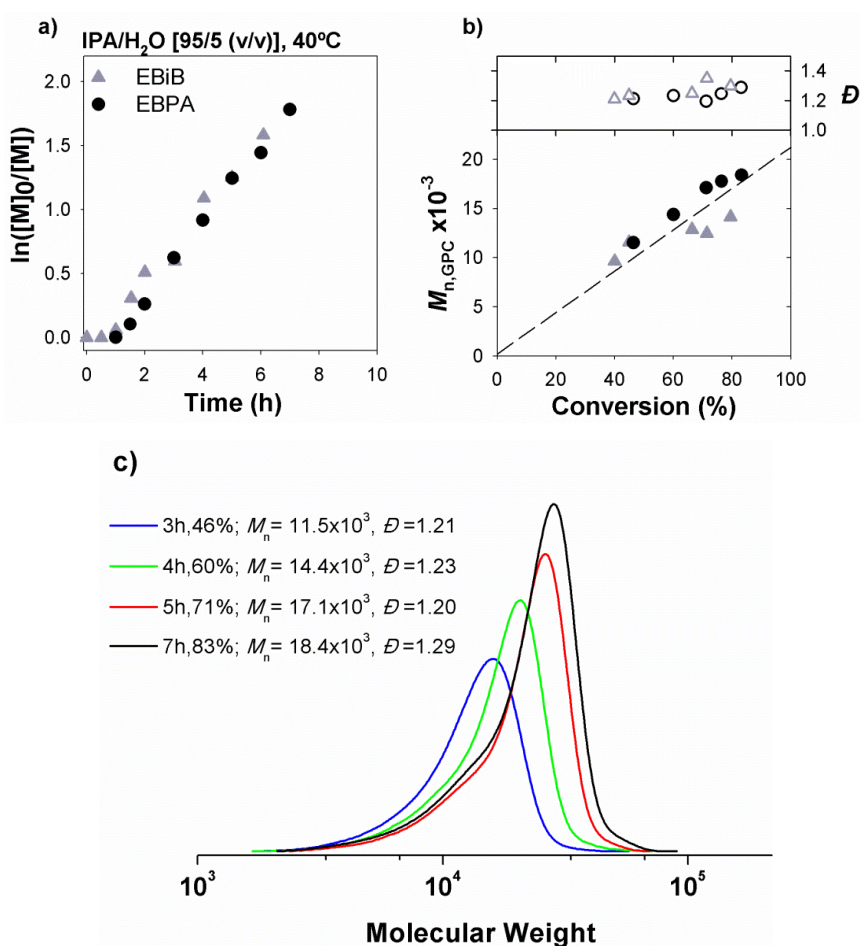 a)
IPA/H₂O [95/5 (v/v)], 40ºC
EBiB
EBPA
2.0
1.5
1.0
0.5
0.0
ln([M]₀/[M])
0 2 4 6 8 10
Time (h)
b)
1.4
1.2
1.0
Đ
20
15
10
5
0
Mn,GPC x10⁻³
0 20 40 60 80 100
Conversion (%)
c)
3h,46%; Mn= 11.5x10³, Đ =1.21
4h,60%; Mn= 14.4x10³, Đ =1.23
5h,71%; Mn= 17.1x10³, Đ =1.20
7h,83%; Mn= 18.4x10³, Đ =1.29
10³ 10⁴ 10⁵
Molecular Weight